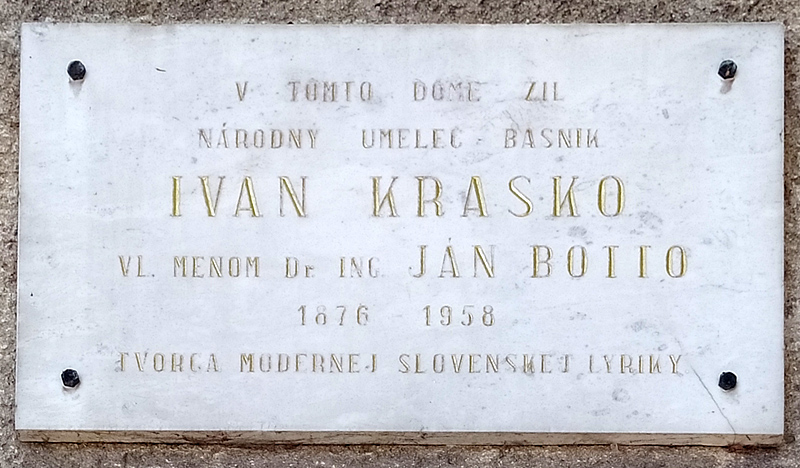 V TOMTO DOME ŽIL
NÁRODNÝ UMELEC BÁSNIK
IVAN KRASKO
VL. MENOM Dr ING. JÁN BOTTO
1876 1958
TVORCA MODERNEJ SLOVENSKEJ LYRIKY